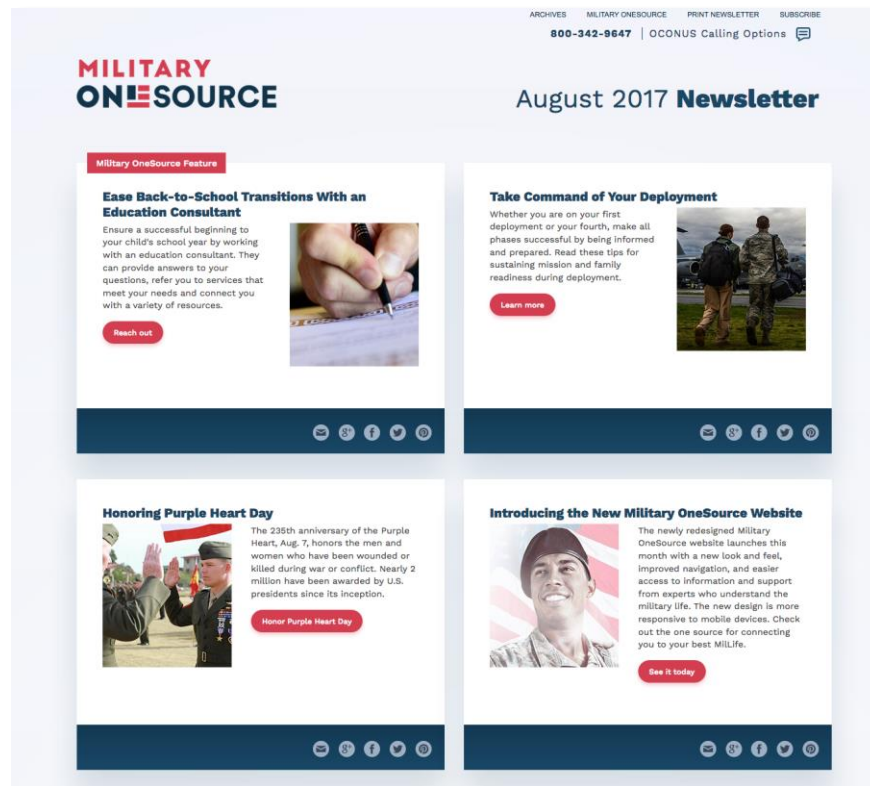 ARCHIVES MILITARY ONESOURCE PRINT NEWSLETTER SUBSCRIBE
800-342-9647 | OCONUS Calling Options
MILITARY
ONESOURCE
August 2017 Newsletter
Military OneSource Feature
Ease Back-to-School Transitions With an
Education Consultant
Ensure a successful beginning to
your child's school year by working
with an education consultant. They
can provide answers to your
questions, refer you to services that
meet your needs and connect you
with a variety of resources.
Reach out
Take Command of Your Deployment
Whether you are on your first
deployment or your fourth, make all
phases successful by being informed
and prepared. Read these tips for
sustaining mission and family
readiness during deployment.
Learn more
Honoring Purple Heart Day
The 235th anniversary of the Purple
Heart, Aug. 7, honors the men and
women who have been wounded or
killed during war or conflict. Nearly 2
million have been awarded by U.S.
presidents since its inception.
Honor Purple Heart Day
Introducing the New Military OneSource Website
The newly redesigned Military
OneSource website launches this
month with a new look and feel,
improved navigation, and easier
access to information and support
from experts who understand the
military life. The new design is more
responsive to mobile devices. Check
out the one source for connecting
you to your best MilLife.
See it today